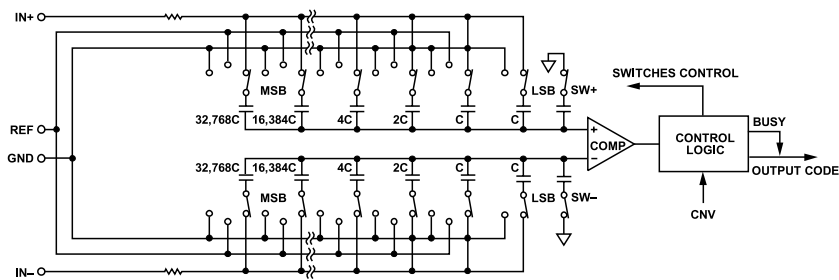 IN+
SWITCHES CONTROL
MSB
LSB
SW+
32,768C
16,384C
4C
2C
C
C
BUSY
REF
COMP
CONTROL
LOGIC
GND
OUTPUT CODE
32,768C
16,384C
4C
2C
C
C
MSB
LSB
SW–
CNV
IN–
+
–